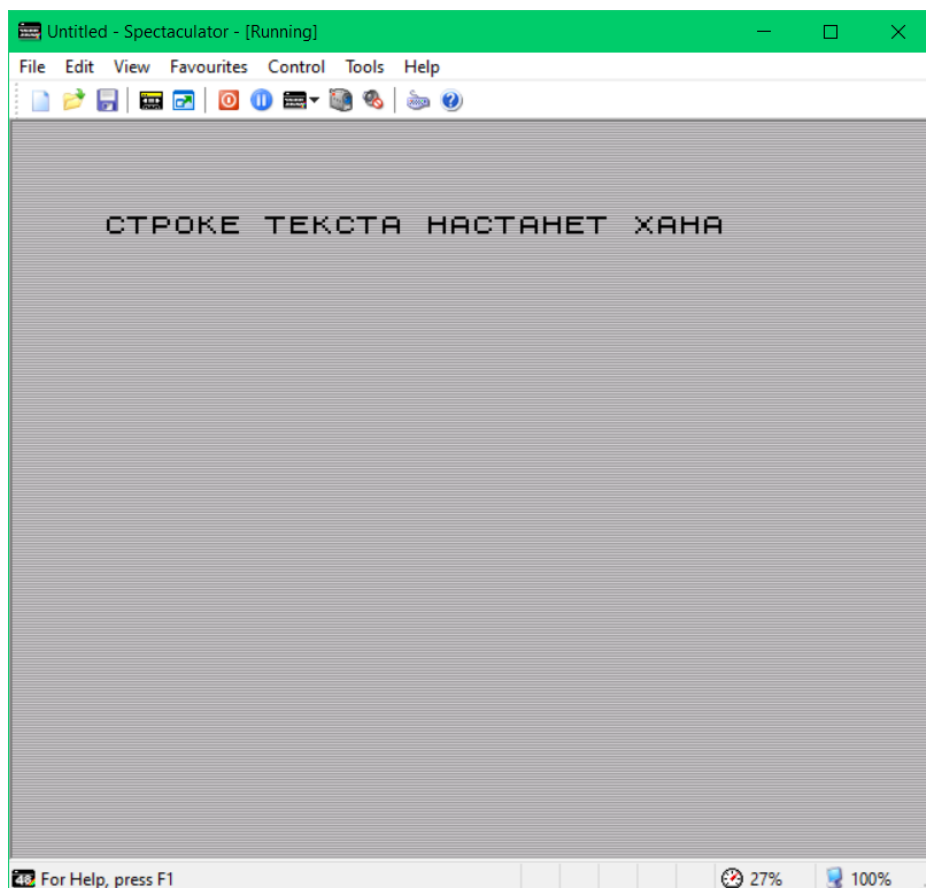 Untitled - Spectaculator - [Running]
File Edit View Favourites Control Tools Help
СТРОКЕ ТЕКСТА НАСТАНЕТ ХАНА
48 For Help, press F1 27% 100%